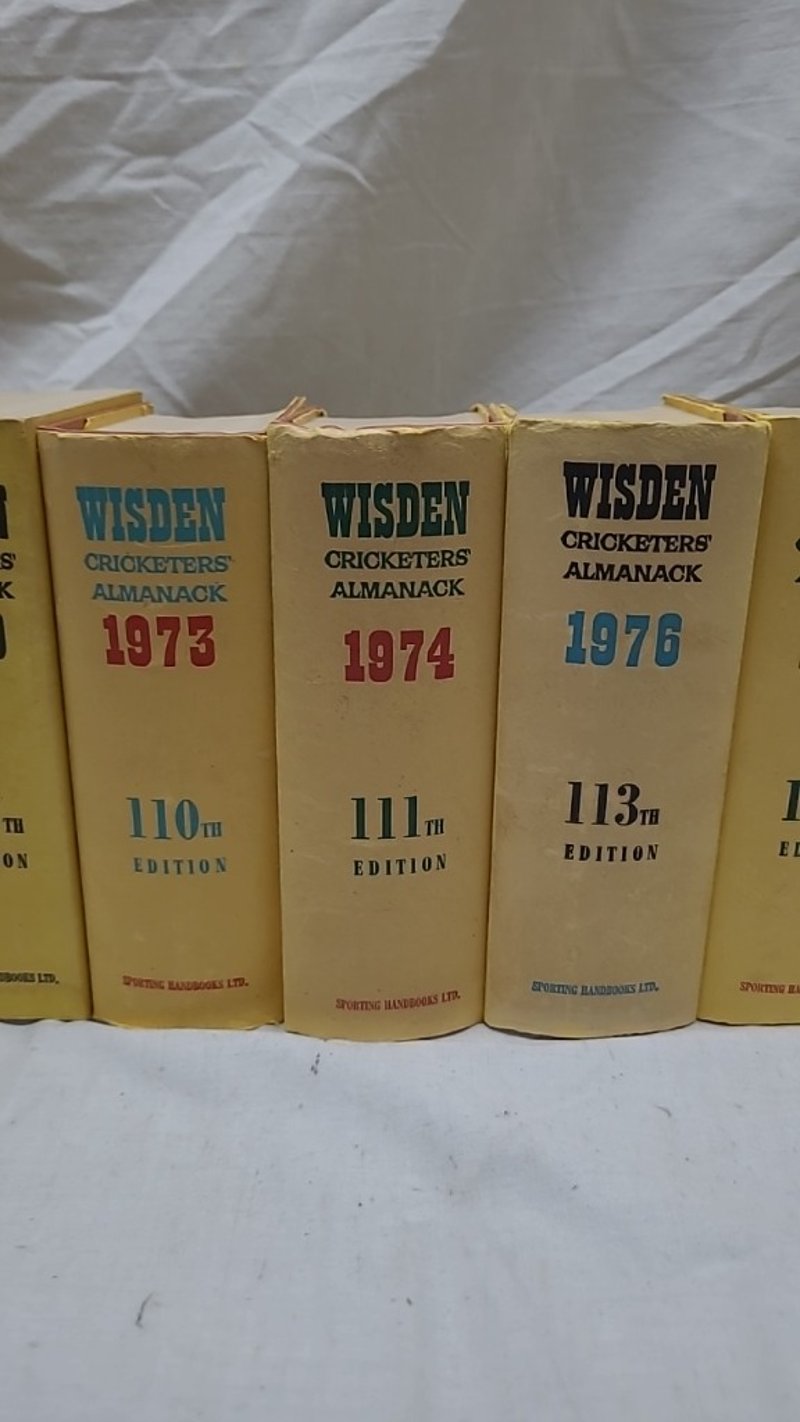 WISDEN
CRICKETERS'
ALMANACK
1973
110TH
EDITION
SPORTING HANDBOOKS LTD.
WISDEN
CRICKETERS'
ALMANACK
1974
111TH
EDITION
SPORTING HANDBOOKS LTD.
WISDEN
CRICKETERS'
ALMANACK
1976
113TH
EDITION
SPORTING HANDBOOKS LTD.